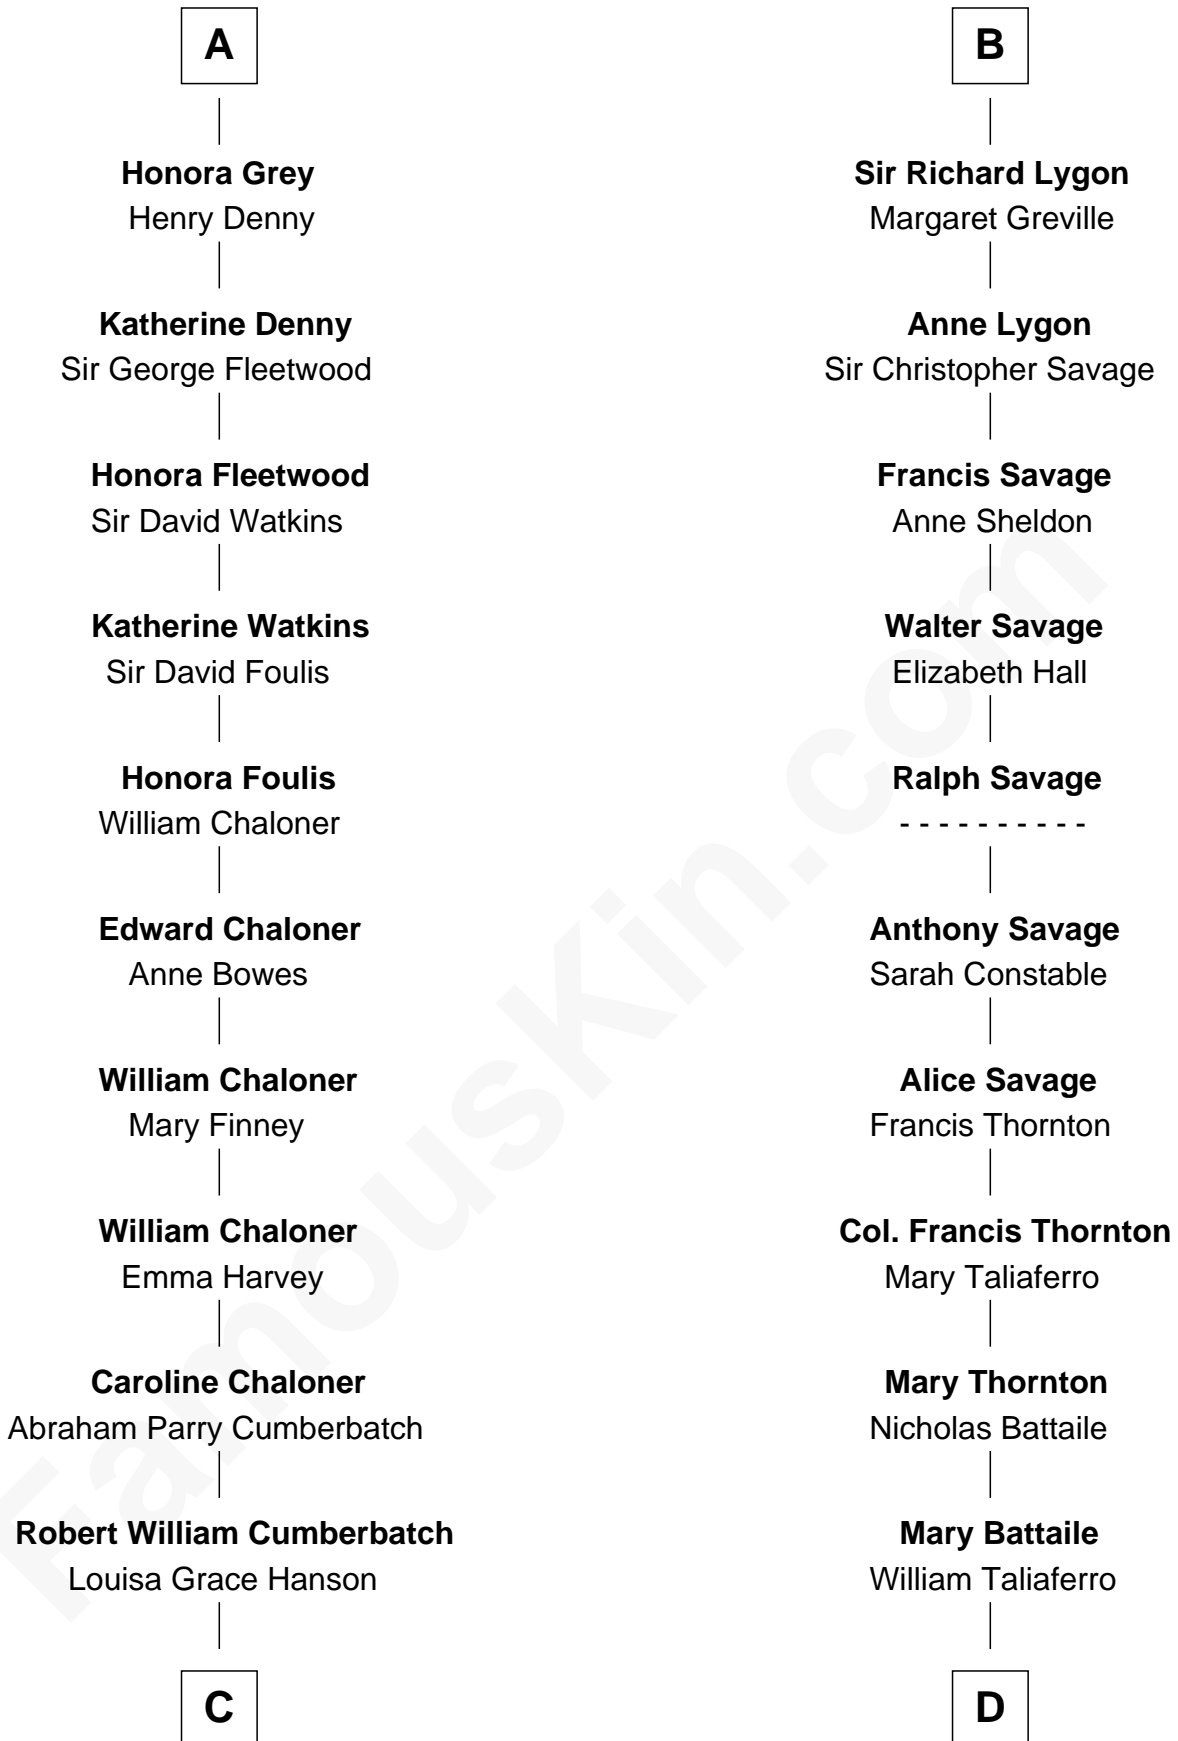 A
Honora Grey
Henry Denny
Katherine Denny
Sir George Fleetwood
Honora Fleetwood
Sir David Watkins
Katherine Watkins
Sir David Foulis
Honora Foulis
William Chaloner
Edward Chaloner
Anne Bowes
William Chaloner
Mary Finney
William Chaloner
Emma Harvey
Caroline Chaloner
Abraham Parry Cumberbatch
Robert William Cumberbatch
Louisa Grace Hanson
C
B
Sir Richard Lygon
Margaret Greville
Anne Lygon
Sir Christopher Savage
Francis Savage
Anne Sheldon
Walter Savage
Elizabeth Hall
Ralph Savage
- - - - - - - - - -
Anthony Savage
Sarah Constable
Alice Savage
Francis Thornton
Col. Francis Thornton
Mary Taliaferro
Mary Thornton
Nicholas Battaile
Mary Battaile
William Taliaferro
D
FamousKin.com